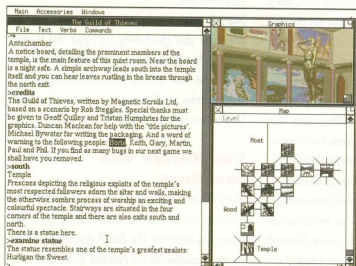 Main Accessories Windows
The Guild of Thieves
Graphics
File Text Verbs Commands
Antechamber
A notice board, detailing the prominent members of the
temple, is the main feature of this quiet room. Near the board
is a night safe. A simple archway leads south into the temple
itself and you can hear leaves rustling in the breeze through
the north exit.
>credits
The Guild of Thieves, written by Magnetic Scrolls Ltd,
based on a scenario by Rob Steggles. Special thanks must
be given to Geoff Quilley and Tristan Humphries for the
graphics. Duncan Maclean for help with the 'title pictures'.
Michael Bywater for writing the packaging. And a word of
warning to the following people: Boris, Keith, Gary, Martin,
Paul and Phil. If you find as many bugs in our next game we
shall have removed.
>south
Temple
Frescoes depicting the religious exploits of the temple's
most respected followers adorn the altar and walls, making
the otherwise sombre process of worship an exciting and
colourful spectacle. Stairways are situated in the four
corners of the temple and there are also exits south and
north.
There is a statue here.
>examine statue
The statue resembles one of the temple's greatest zealots:
Hurligan the Sweet.
Map
Level
Moat
Wood
Temple